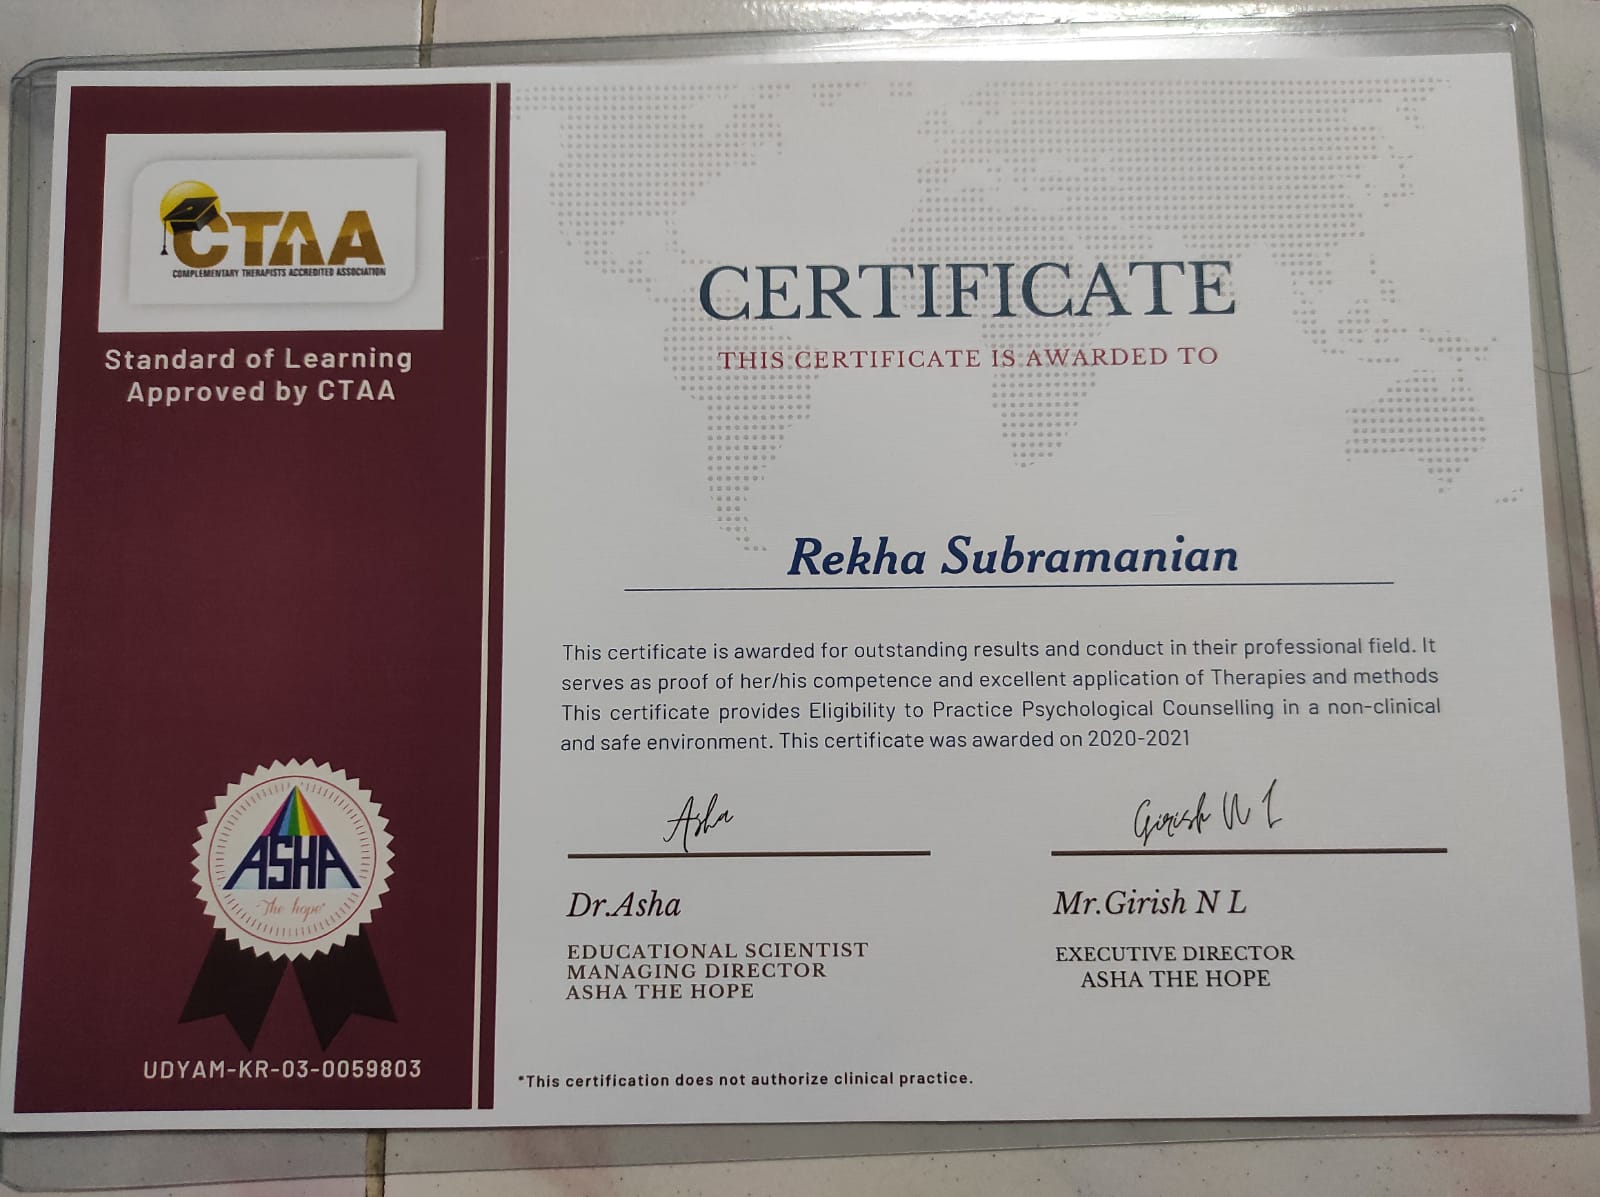 CTAA
COMPLEMENTARY THERAPISTS ACCREDITED ASSOCIATION
Standard of Learning
Approved by CTAA
ASHA
"The hope"
UDYAM-KR-03-0059803
CERTIFICATE
THIS CERTIFICATE IS AWARDED TO
Rekha Subramanian
This certificate is awarded for outstanding results and conduct in their professional field. It
serves as proof of her/his competence and excellent application of Therapies and methods
This certificate provides Eligibility to Practice Psychological Counselling in a non-clinical
and safe environment. This certificate was awarded on 2020-2021
Asha
Dr.Asha
EDUCATIONAL SCIENTIST
MANAGING DIRECTOR
ASHA THE HOPE
Girish N L
Mr.Girish N L
EXECUTIVE DIRECTOR
ASHA THE HOPE
*This certification does not authorize clinical practice.